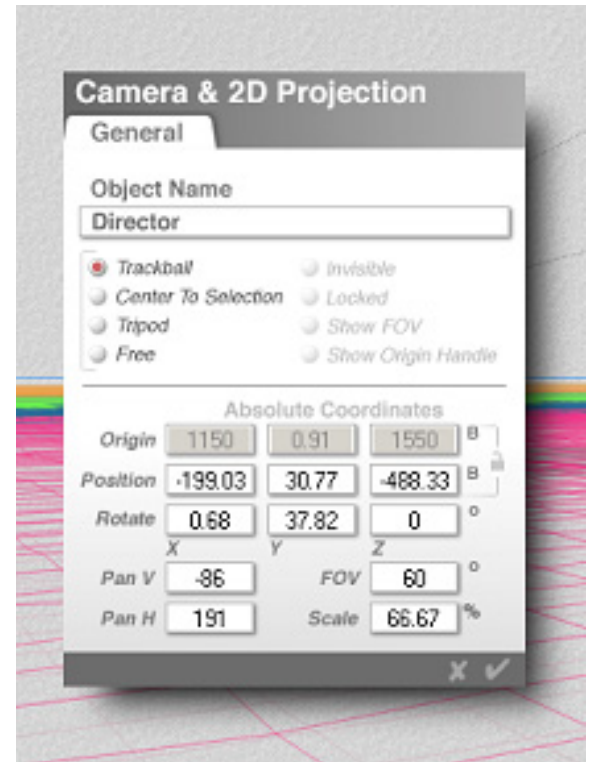 Camera & 2D Projection
General
Object Name
Director
Trackball Invisible
Center To Selection Locked
Tripod Show FOV
Free Show Origin Handle
Absolute Coordinates
Origin 1150 0.91 1550 B
Position -199.03 30.77 -488.33 B
Rotate 0.68 37.82 0 °
X Y Z
Pan V -86 FOV 60 °
Pan H 191 Scale 66.67 %